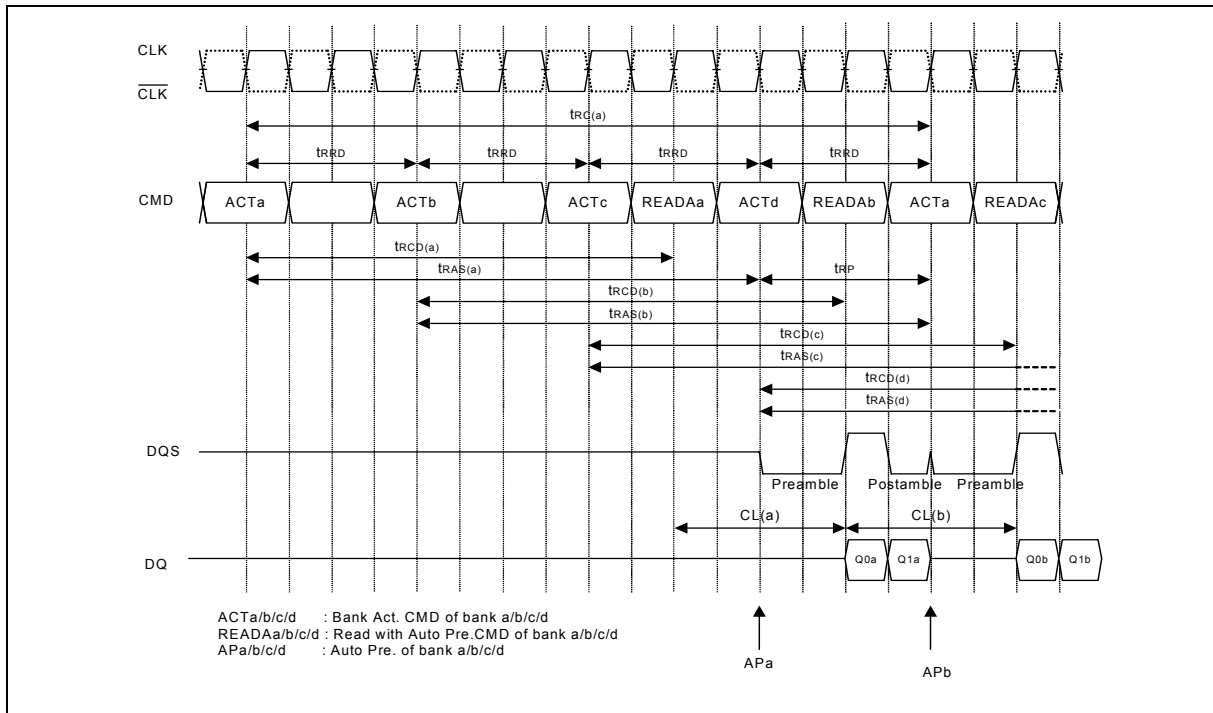 CLK
CLK
tRC(a)
tRRD tRRD tRRD tRRD
CMD ACTa ACTb ACTc READAa ACTd READAb ACTa READAc
tRCD(a)
tRAS(a) tRP
tRCD(b)
tRAS(b)
tRCD(c)
tRAS(c)
tRCD(d)
tRAS(d)
DQS
Preamble Postamble Preamble
CL(a) CL(b)
DQ Q0a Q1a Q0b Q1b
ACTa/b/c/d : Bank Act. CMD of bank a/b/c/d
READAa/b/c/d : Read with Auto Pre.CMD of bank a/b/c/d
APa/b/c/d : Auto Pre. of bank a/b/c/d
APa APb